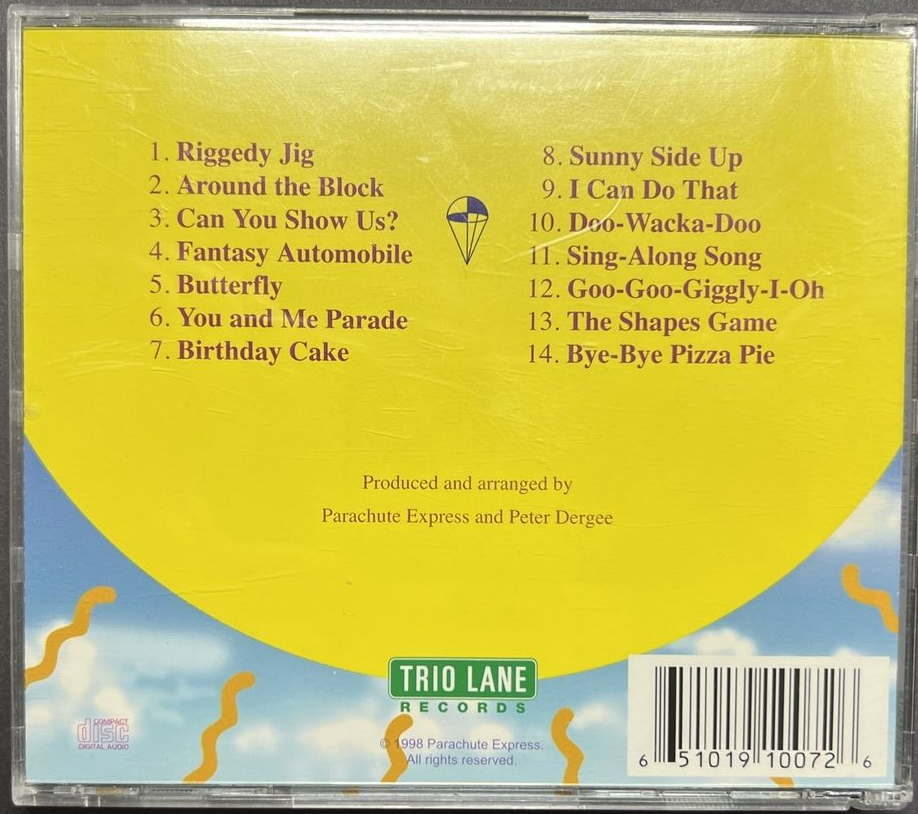 1. Riggedy Jig
2. Around the Block
3. Can You Show Us?
4. Fantasy Automobile
5. Butterfly
6. You and Me Parade
7. Birthday Cake
8. Sunny Side Up
9. I Can Do That
10. Doo-Wacka-Doo
11. Sing-Along Song
12. Goo-Goo-Giggly-I-Oh
13. The Shapes Game
14. Bye-Bye Pizza Pie
Produced and arranged by
Parachute Express and Peter Dergee
TRIO LANE
RECORDS
© 1998 Parachute Express.
All rights reserved.
COMPACT
disc
DIGITAL AUDIO
6 51019 10072 6